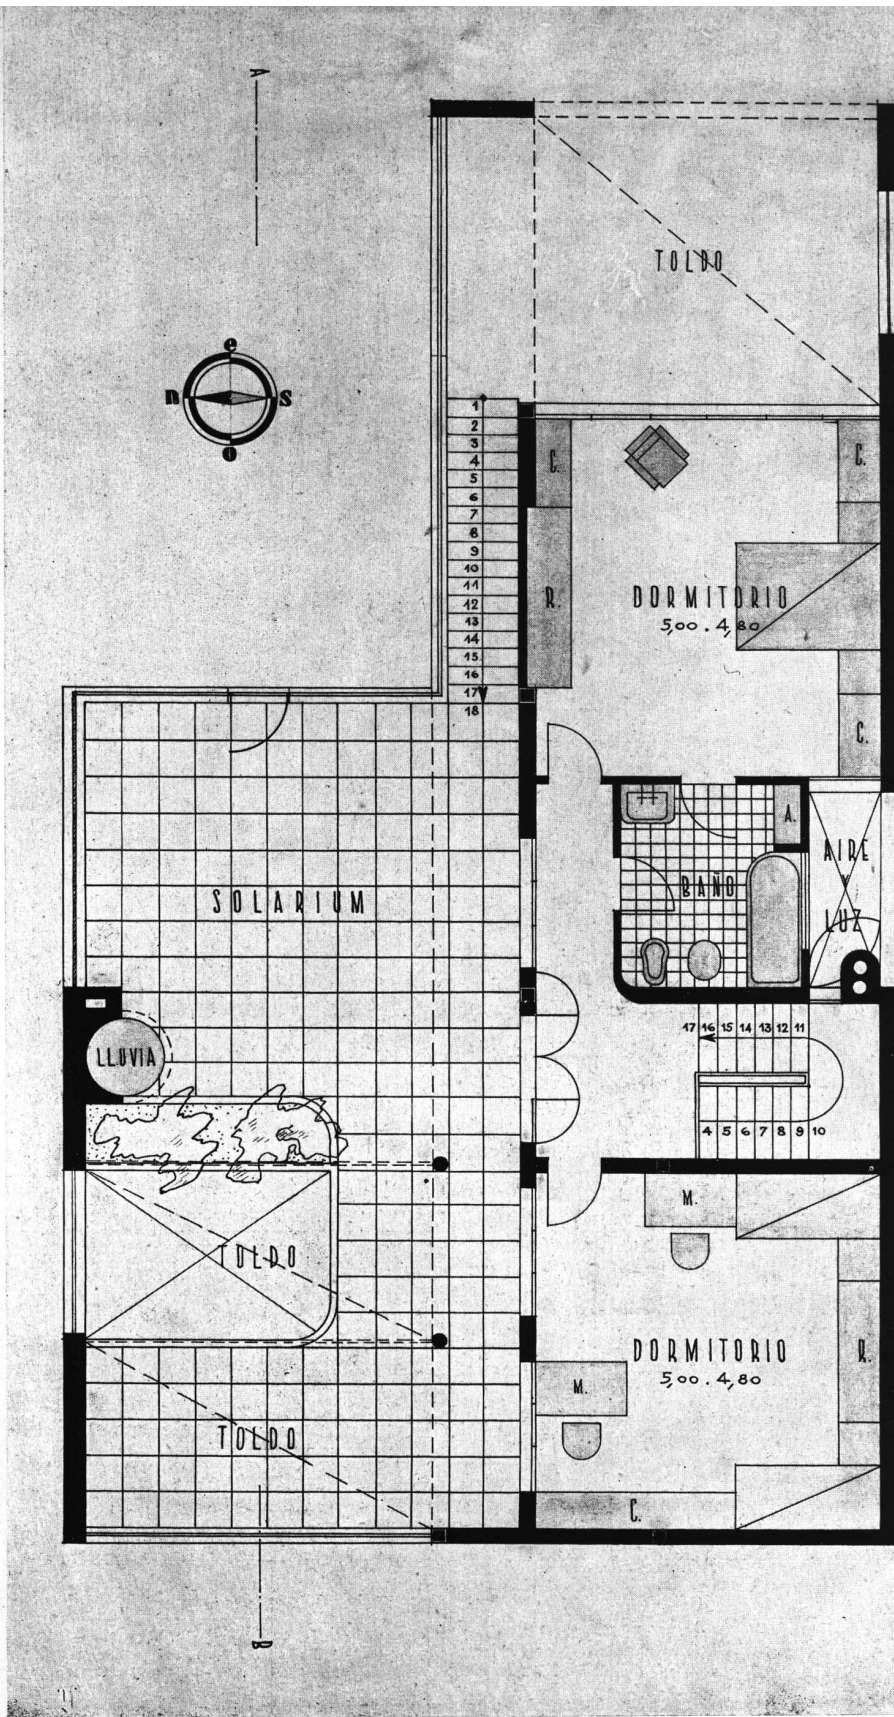 A
TOLDO
e
n s
o
1
2
3
4
5
6
7
8
9
10
11
12
13
14
15
16
17
18
C.
C.
R.
DORMITORIO
5,00 . 4,80
C.
A.
BAÑO
AIRE
Y
LUZ
SOLARIUM
LLUVIA
17 16 15 14 13 12 11
4 5 6 7 8 9 10
M.
TOLDO
DORMITORIO
5,00 . 4,80
R.
M.
TOLDO
C.
B